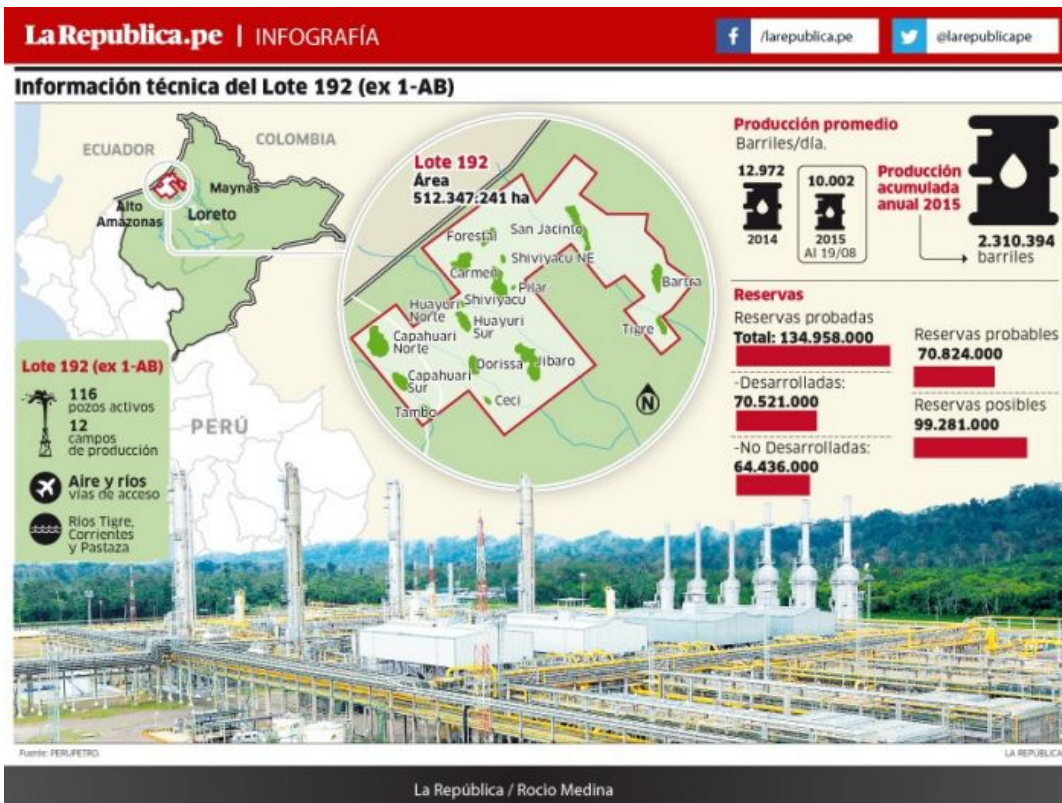 La Republica.pe | INFOGRAFÍA
/larepublica.pe
@larepublicape
Información técnica del Lote 192 (ex 1-AB)
ECUADOR
COLOMBIA
Maynas
Alto
Amazonas
Loreto
PERÚ
Lote 192 (ex 1-AB)
116
pozos activos
12
campos
de producción
Aire y ríos
vías de acceso
Ríos Tigre,
Corrientes
y Pastaza
Lote 192
Área
512.347:241 ha
Forestal
San Jacinto
Shiviyacu NE
Carmen
Pilar
Bartra
Huayuri
Norte
Shiviyacu
Huayuri
Sur
Tigre
Capahuari
Norte
Dorissa
Jibaro
Capahuari
Sur
Ceci
Tambo
N
Producción promedio
Barriles/día.
12.972
2014
10.002
2015
Al 19/08
Producción
acumulada
anual 2015
2.310.394
barriles
Reservas
Reservas probadas
Total: 134.958.000
-Desarrolladas:
70.521.000
-No Desarrolladas:
64.436.000
Reservas probables
70.824.000
Reservas posibles
99.281.000
Fuente: PERUPETRO.
LA REPÚBLICA
La República / Rocio Medina